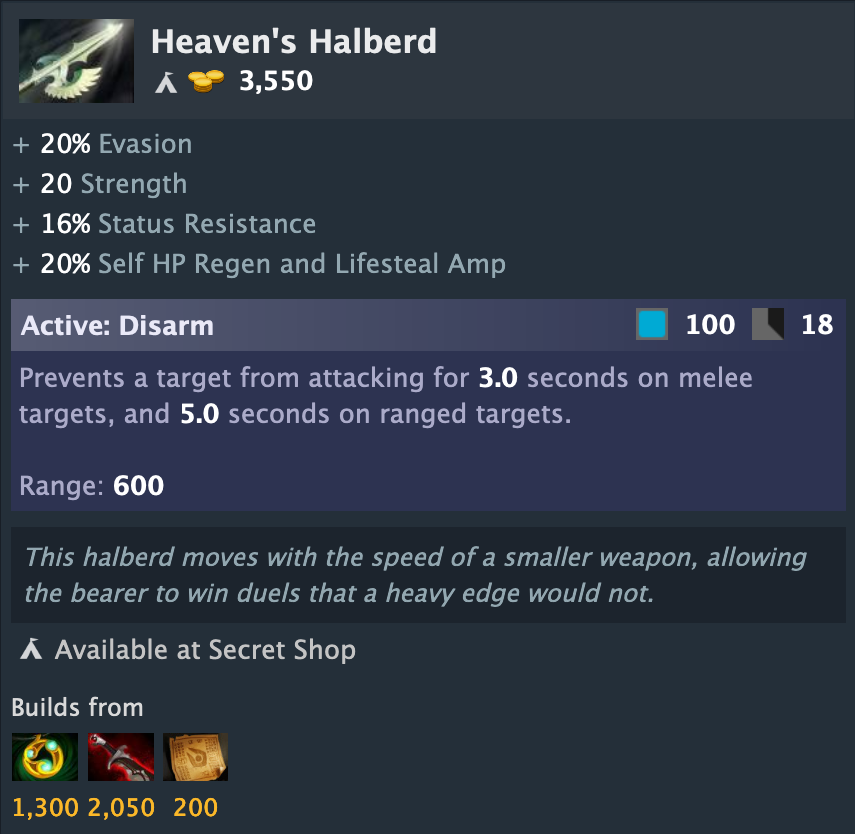 Heaven's Halberd
3,550
+ 20% Evasion
+ 20 Strength
+ 16% Status Resistance
+ 20% Self HP Regen and Lifesteal Amp
Active: Disarm 100 18
Prevents a target from attacking for 3.0 seconds on melee
targets, and 5.0 seconds on ranged targets.
Range: 600
This halberd moves with the speed of a smaller weapon, allowing
the bearer to win duels that a heavy edge would not.
Available at Secret Shop
Builds from
1,300 2,050 200